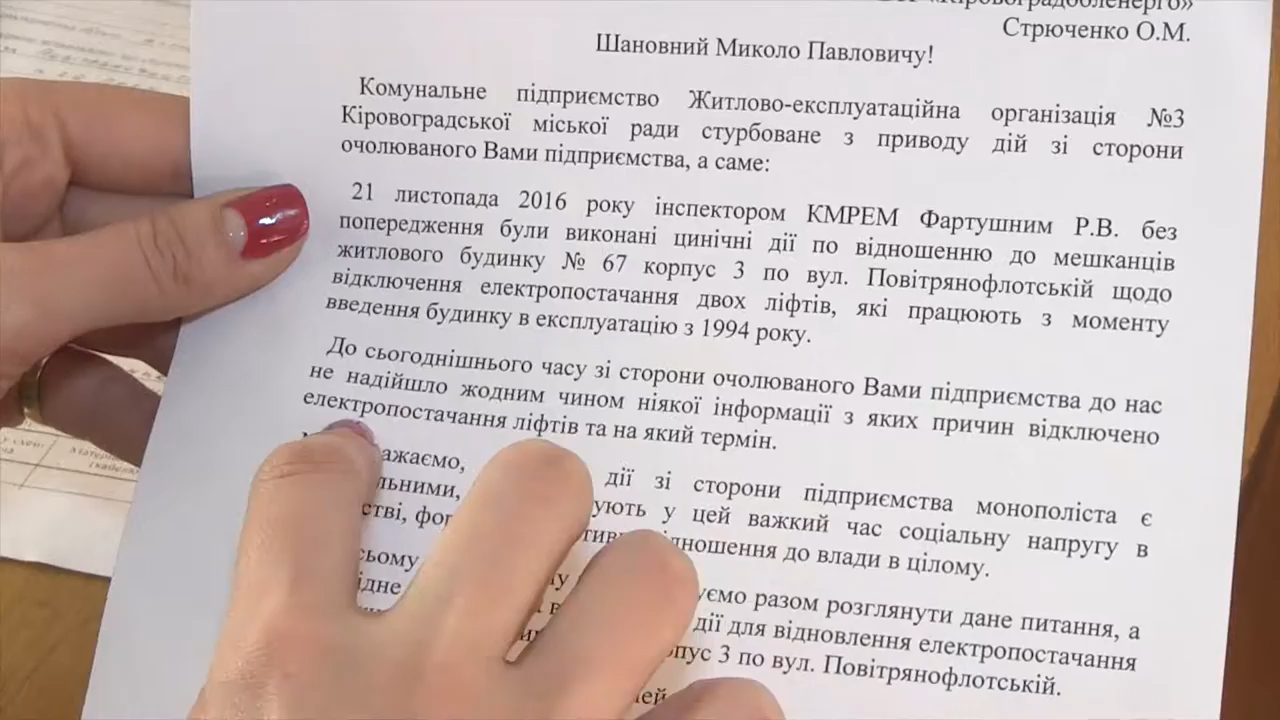 «Кіровоградобленерго»
Стрюченко О.М.
Шановний Миколо Павловичу!
Комунальне підприємство Житлово-експлуатаційна організація №3
Кіровоградської міської ради стурбоване з приводу дій зі сторони
очолюваного Вами підприємства, а саме:
21 листопада 2016 року інспектором КМРЕМ Фартушним Р.В. без
попередження були виконані цинічні дії по відношенню до мешканців
житлового будинку № 67 корпус 3 по вул. Повітрянофлотській щодо
відключення електропостачання двох ліфтів, які працюють з моменту
введення будинку в експлуатацію з 1994 року.
До сьогоднішнього часу зі сторони очолюваного Вами підприємства до нас
не надійшло жодним чином ніякої інформації з яких причин відключено
електропостачання ліфтів та на який термін.
дії зі сторони підприємства монополіста є
у цей важкий час соціальну напругу в
відношення до влади в цілому.
разом розглянути дане питання, а
дії для відновлення електропостачання
3 по вул. Повітрянофлотській.